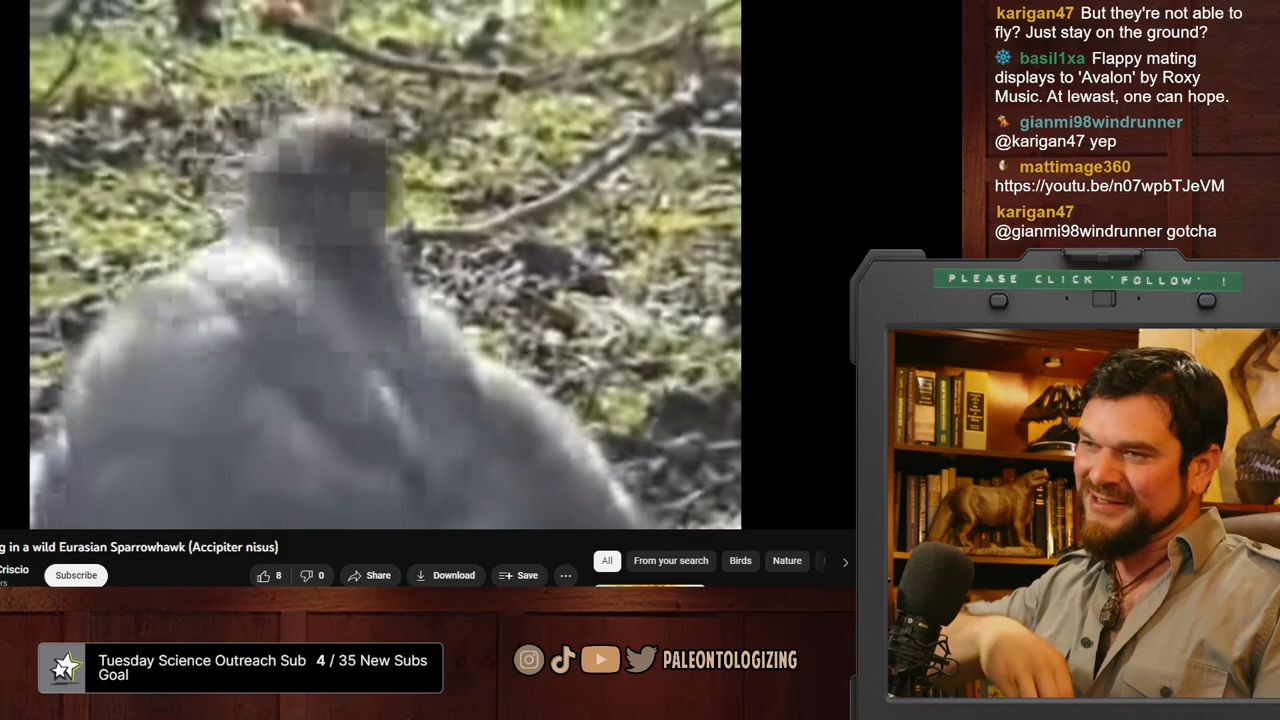 karigan47 But they're not able to
fly? Just stay on the ground?
basil1xa Flappy mating
displays to 'Avalon' by Roxy
Music. At lewast, one can hope.
gianmi98windrunner
@karigan47 yep
mattimage360
https://youtu.be/n07wpbTJeVM
karigan47
@gianmi98windrunner gotcha
PLEASE CLICK 'FOLLOW' !
g in a wild Eurasian Sparrowhawk (Accipiter nisus)
Criscio
rs
Subscribe
8
0
Share
Download
Save
All
From your search
Birds
Nature
Tuesday Science Outreach Sub 4 / 35 New Subs
Goal
PALEONTOLOGIZING